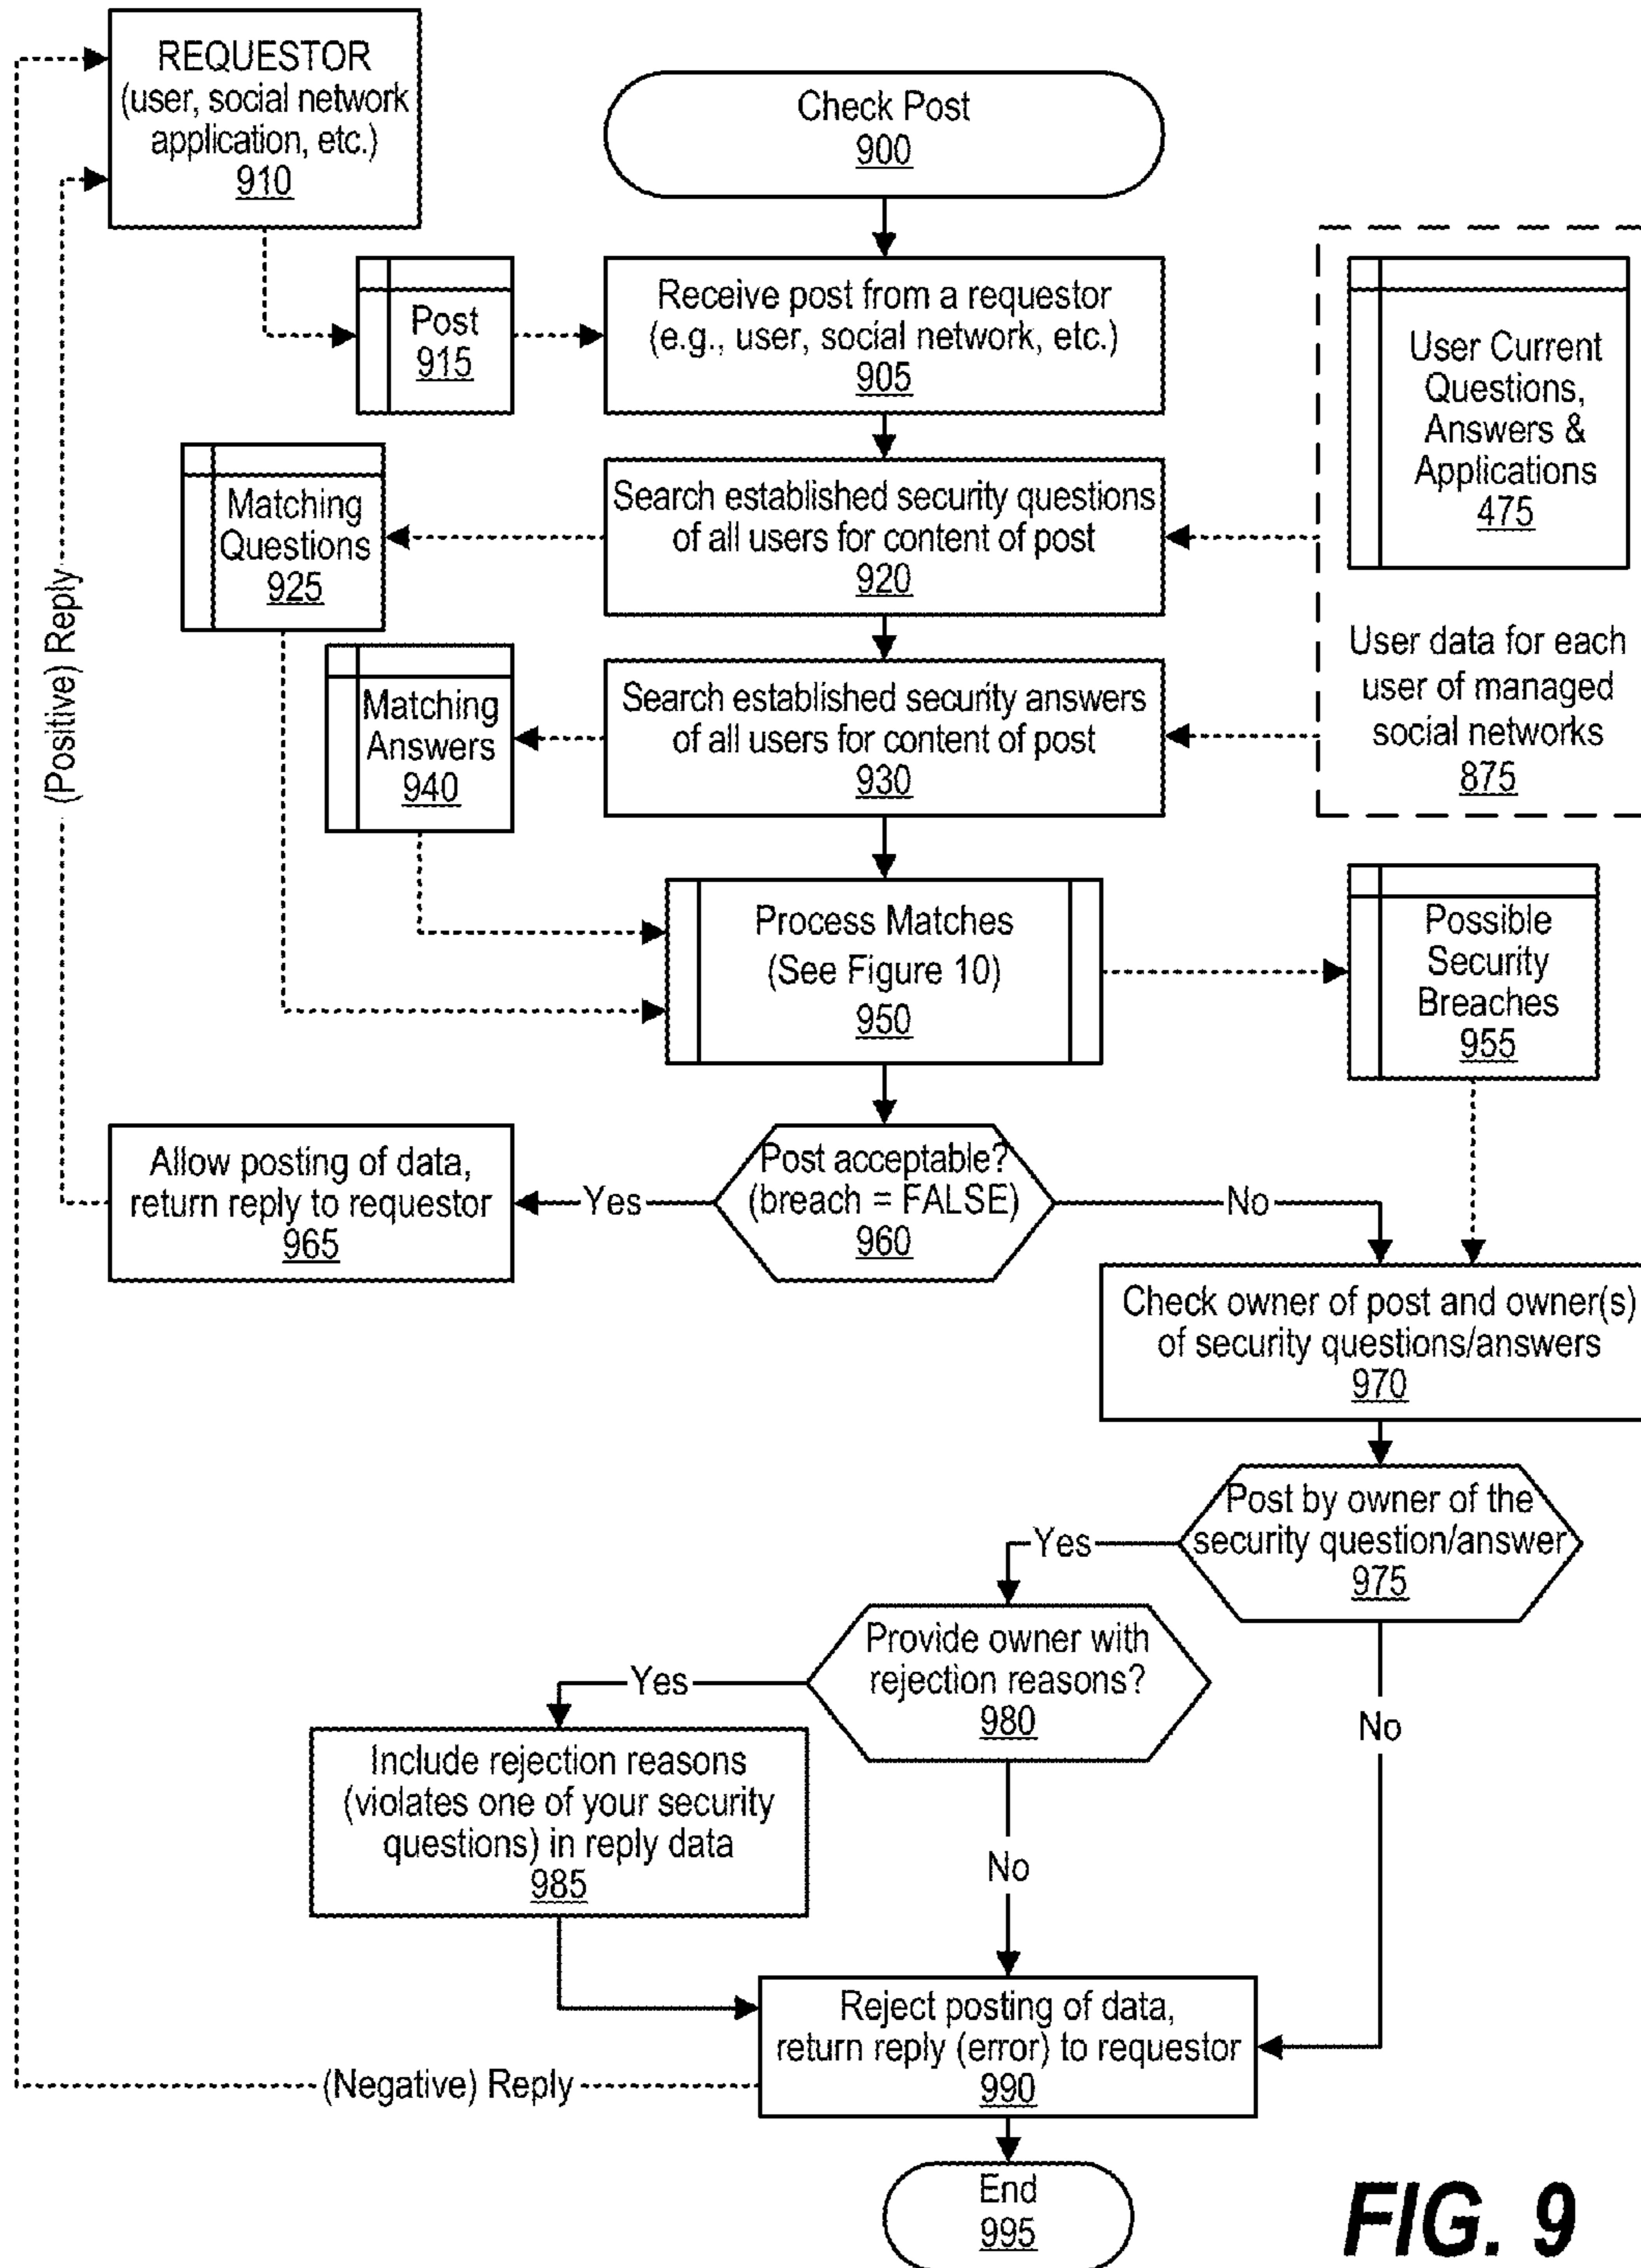 REQUESTOR
(user, social network
application, etc.)
910
Check Post
900
Post
915
Receive post from a requestor
(e.g., user, social network, etc.)
905
User Current
Questions,
Answers &
Applications
475
Matching
Questions
925
Search established security questions
of all users for content of post
920
User data for each
user of managed
social networks
875
(Positive) Reply
Matching
Answers
940
Search established security answers
of all users for content of post
930
Process Matches
(See Figure 10)
950
Possible
Security
Breaches
955
Allow posting of data,
return reply to requestor
965
Yes
Post acceptable?
(breach = FALSE)
960
No
Check owner of post and owner(s)
of security questions/answers
970
Post by owner of the
security question/answer
975
Yes
No
Provide owner with
rejection reasons?
980
Yes
No
Include rejection reasons
(violates one of your security
questions) in reply data
985
Reject posting of data,
return reply (error) to requestor
990
(Negative) Reply
End
995
FIG. 9